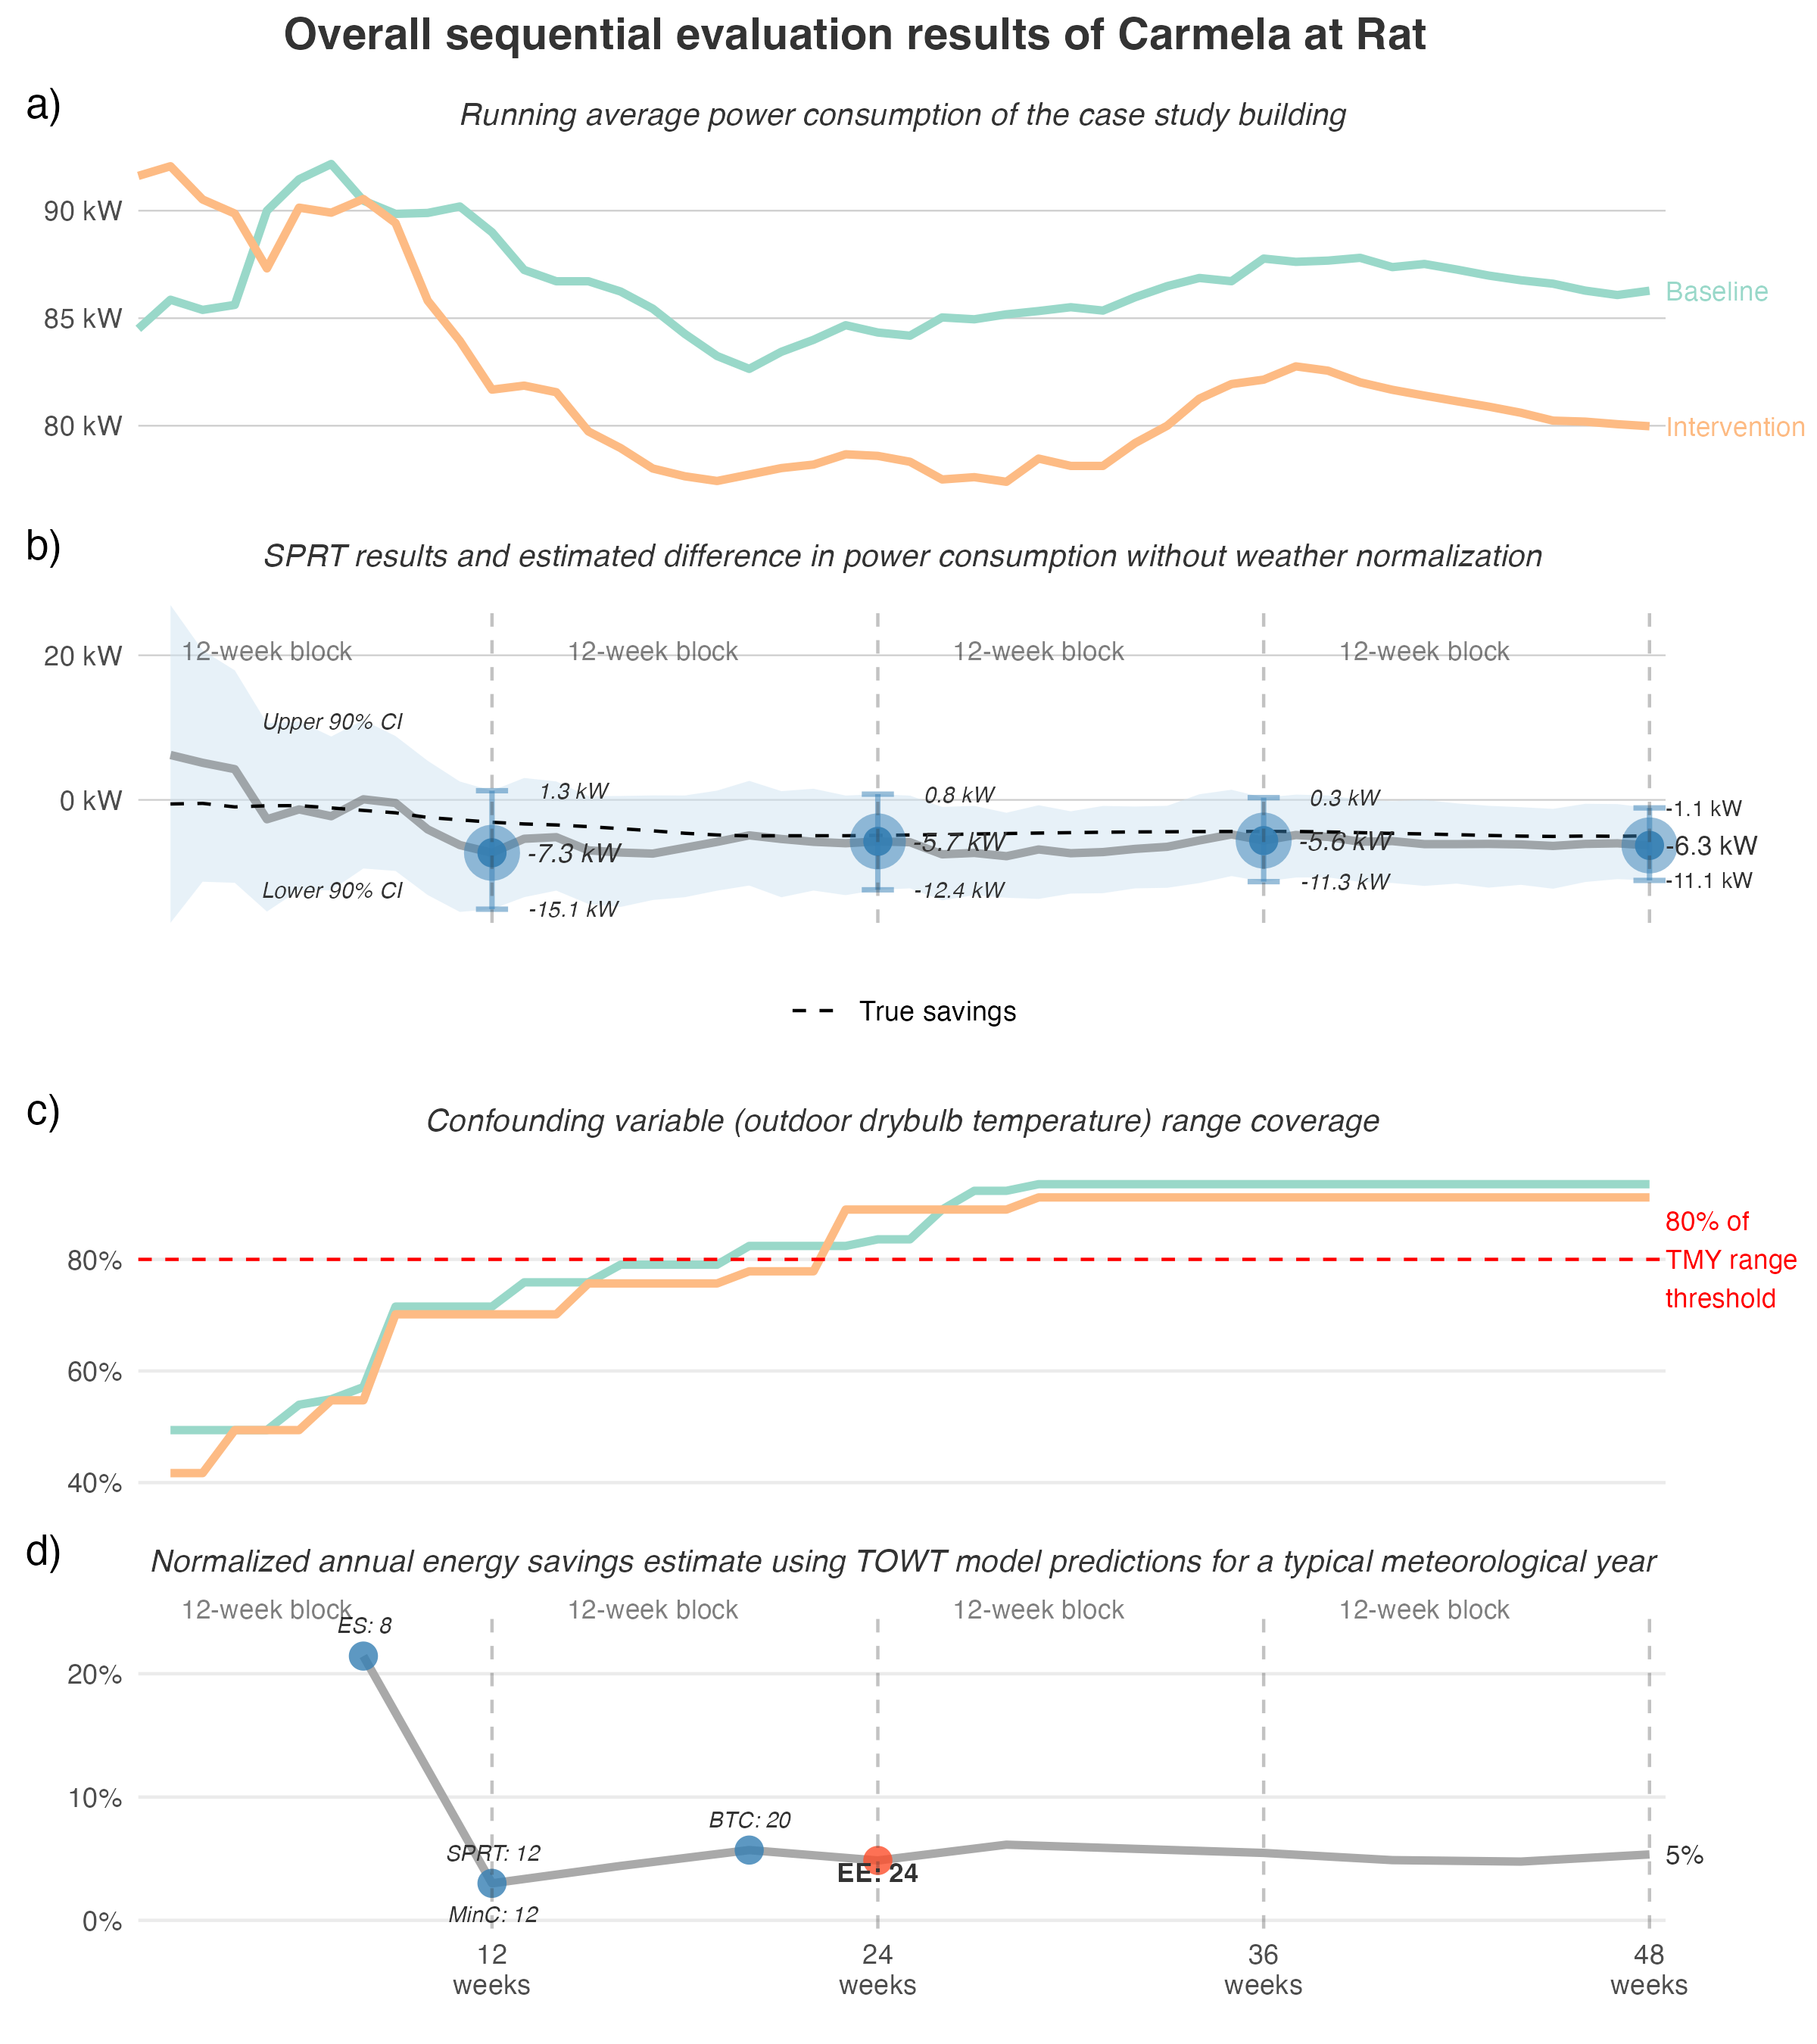 Overall sequential evaluation results of Carmela at Rat
a)
Running average power consumption of the case study building
90 kW
85 kW
80 kW
Baseline
Intervention
b)
SPRT results and estimated difference in power consumption without weather normalization
12-week block
12-week block
12-week block
12-week block
20 kW
0 kW
Upper 90% CI
Lower 90% CI
1.3 kW
-7.3 kW
-15.1 kW
0.8 kW
-5.7 kW
-12.4 kW
0.3 kW
-5.6 kW
-11.3 kW
-1.1 kW
-6.3 kW
-11.1 kW
True savings
c)
Confounding variable (outdoor drybulb temperature) range coverage
80%
60%
40%
80% of
TMY range
threshold
d)
Normalized annual energy savings estimate using TOWT model predictions for a typical meteorological year
12-week block
12-week block
12-week block
12-week block
ES: 8
20%
10%
0%
SPRT: 12
MinC: 12
BTC: 20
EE: 24
5%
12
weeks
24
weeks
36
weeks
48
weeks